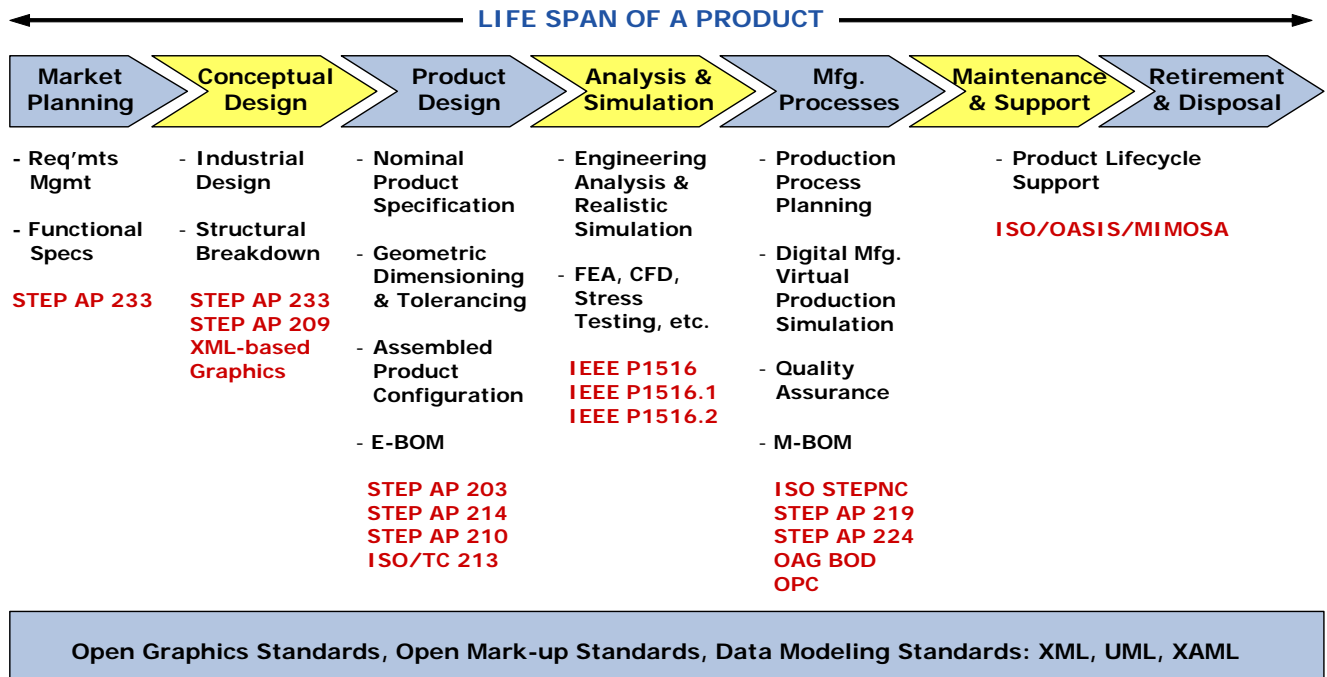 LIFE SPAN OF A PRODUCT
Market
Planning
Conceptual
Design
Product
Design
Analysis &
Simulation
Mfg.
Processes
Maintenance
& Support
Retirement
& Disposal
- Req'mts
Mgmt
- Functional
Specs
STEP AP 233
- Industrial
Design
- Structural
Breakdown
STEP AP 233
STEP AP 209
XML-based
Graphics
- Nominal
Product
Specification
- Geometric
Dimensioning
& Tolerancing
- Assembled
Product
Configuration
- E-BOM
STEP AP 203
STEP AP 214
STEP AP 210
ISO/TC 213
- Engineering
Analysis &
Realistic
Simulation
- FEA, CFD,
Stress
Testing, etc.
IEEE P1516
IEEE P1516.1
IEEE P1516.2
- Production
Process
Planning
- Digital Mfg.
Virtual
Production
Simulation
- Quality
Assurance
- M-BOM
ISO STEPNC
STEP AP 219
STEP AP 224
OAG BOD
OPC
- Product Lifecycle
Support
ISO/OASIS/MIMOSA
Open Graphics Standards, Open Mark-up Standards, Data Modeling Standards: XML, UML, XAML